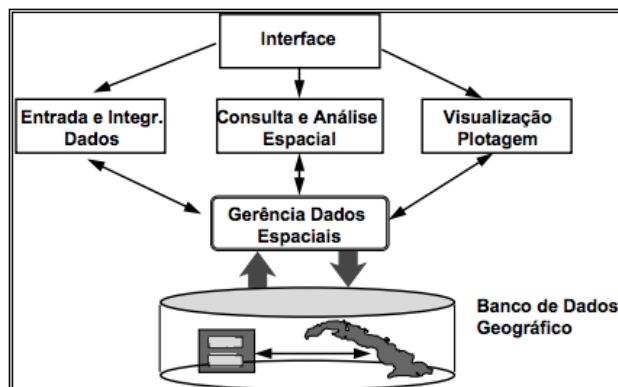 Interface
Entrada e Integr.
Dados
Consulta e Análise
Espacial
Visualização
Plotagem
Gerência Dados
Espaciais
Banco de Dados
Geográfico